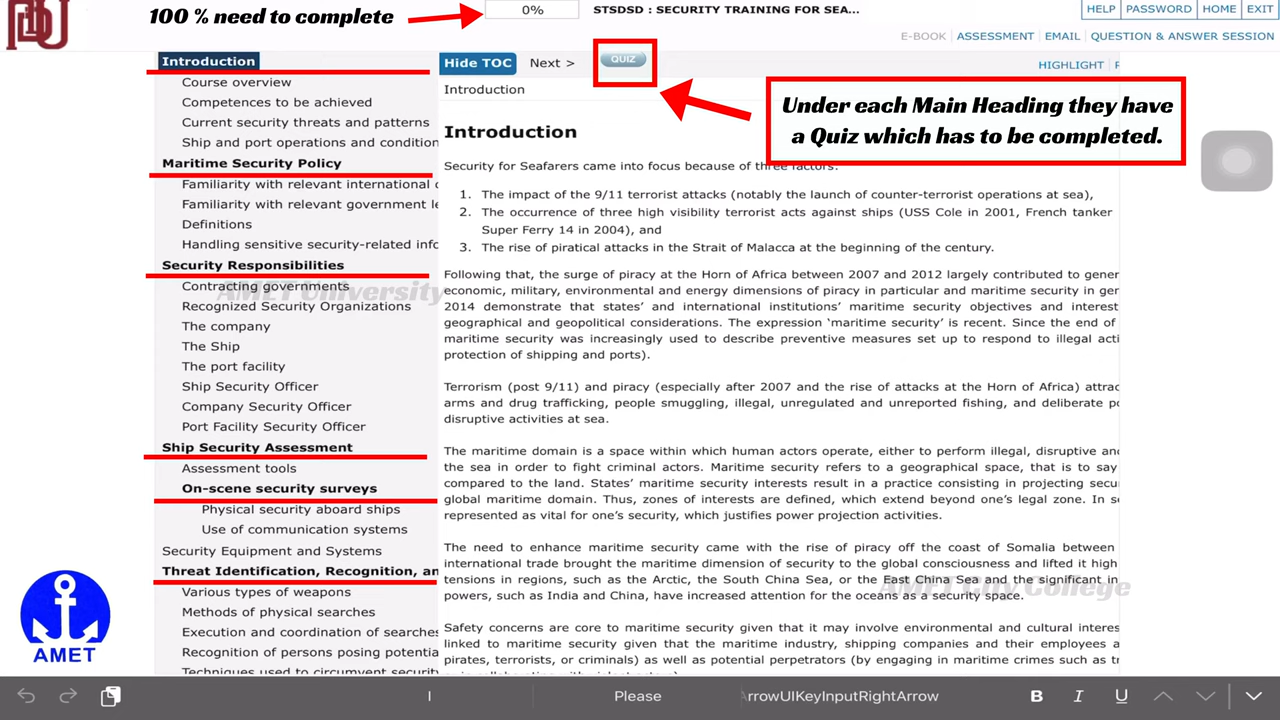 100 % need to complete
0%
STSDSD : SECURITY TRAINING FOR SEA...
HELP PASSWORD HOME EXIT
E-BOOK ASSESSMENT EMAIL QUESTION & ANSWER SESSION
Hide TOC Next > QUIZ
HIGHLIGHT
Under each Main Heading they have
a Quiz which has to be completed.
Introduction
Course overview
Competences to be achieved
Current security threats and patterns
Ship and port operations and condition
Maritime Security Policy
Familiarity with relevant international
Familiarity with relevant government
Definitions
Handling sensitive security-related
Security Responsibilities
Contracting governments
Recognized Security Organizations
The company
The Ship
The port facility
Ship Security Officer
Company Security Officer
Port Facility Security Officer
Ship Security Assessment
Assessment tools
On-scene security surveys
Physical security aboard ships
Use of communication systems
Security Equipment and Systems
Threat Identification, Recognition,
Various types of weapons
Methods of physical searches
Execution and coordination of searches
Recognition of persons posing potential
Techniques used to circumvent security
Introduction
Introduction
Security for Seafarers came into focus because of three factors:
1. The impact of the 9/11 terrorist attacks (notably the launch of counter-terrorist operations at sea),
2. The occurrence of three high visibility terrorist acts against ships (USS Cole in 2001, French tanker
Super Ferry 14 in 2004), and
3. The rise of piratical attacks in the Strait of Malacca at the beginning of the century.
Following that, the surge of piracy at the Horn of Africa between 2007 and 2012 largely contributed to
economic, military, environmental and energy dimensions of piracy in particular and maritime security in
2014 demonstrate that states’ and international institutions’ maritime security objectives and interest
geographical and geopolitical considerations. The expression ‘maritime security’ is recent. Since the end of
maritime security was increasingly used to describe preventive measures set up to respond to illegal
protection of shipping and ports).
Terrorism (post 9/11) and piracy (especially after 2007 and the rise of attacks at the Horn of Africa)
arms and drug trafficking, people smuggling, illegal, unregulated and unreported fishing, and deliberate
disruptive activities at sea.
The maritime domain is a space within which human actors operate, either to perform illegal, disruptive
the sea in order to fight criminal actors. Maritime security refers to a geographical space, that is to say
compared to the land. States’ maritime security interests result in a practice consisting in projecting
global maritime domain. Thus, zones of interests are defined, which extend beyond one’s legal zone. In
represented as vital for one’s security, which justifies power projection activities.
The need to enhance maritime security came with the rise of piracy off the coast of Somalia between
international trade brought the maritime dimension of security to the global consciousness and lifted it high
tensions in regions, such as the Arctic, the South China Sea, or the East China Sea and the significant
powers, such as India and China, have increased attention for the oceans as a security space.
Safety concerns are core to maritime security given that it may involve environmental and cultural
linked to maritime security given that the maritime industry, shipping companies and their employees
pirates, terrorists, or criminals) as well as potential perpetrators (by engaging in maritime crimes such as
AMET University
AMET City College
AMET
I Please ArrowUIKeyInputRightArrow B I U